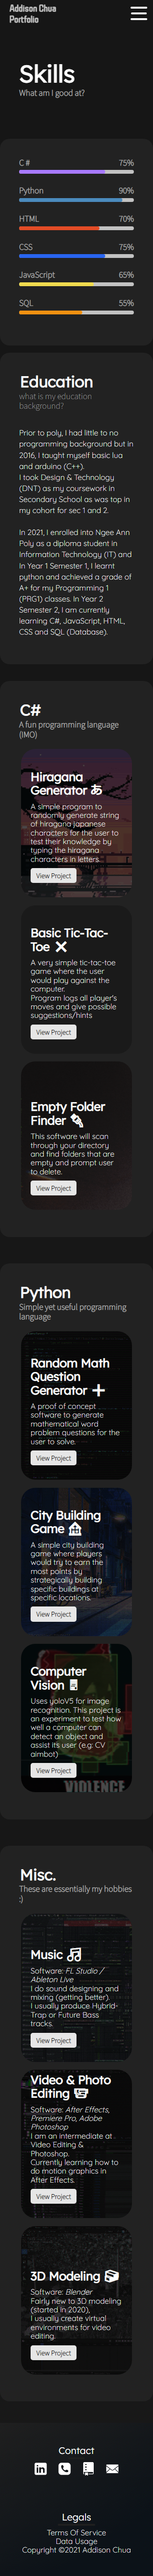 Addison Chua
Portfolio
Skills
What am I good at?
C # 75%
Python 90%
HTML 70%
CSS 75%
JavaScript 65%
SQL 55%
Education
what is my education
background?
Prior to poly, I had little to no
programming background but in
2016, I taught myself basic lua
and arduino (C++).
I took Design & Technology
(DNT) as my coursework in
Secondary School as was top in
my cohort for sec 1 and 2.
In 2021, I enrolled into Ngee Ann
Poly as a diploma student in
Information Technology (IT) and
In Year 1 Semester 1, I learnt
python and achieved a grade of
A+ for my Programming 1
(PRG1) classes. In Year 2
Semester 2, I am currently
learning C#, JavaScript, HTML,
CSS and SQL (Database).
C#
A fun programming language
(IMO)
Hiragana
Generator あ
A simple program to
randomly generate string
of hiragana japanese
characters for the user to
test their knowledge by
typing the hiragana
characters in letters.
View Project
Basic Tic-Tac-
Toe
A very simple tic-tac-toe
game where the user
would play against the
computer.
Program logs all player's
moves and give possible
suggestions/hints
View Project
Empty Folder
Finder
This software will scan
through your directory
and find folders that are
empty and prompt user
to delete.
View Project
Python
Simple yet useful programming
language
Random Math
Question
Generator
A proof of concept
software to generate
mathematical word
problem questions for the
user to solve.
View Project
City Building
Game
A simple city building
game where players
would try to earn the
most points by
strategically building
specific buildings at
specific locations.
View Project
Computer
Vision
Uses yoloV5 for image
recognition. This project is
an experiment to test how
well a computer can
detect an object and
assist its user (e.g: CV
aimbot)
View Project
VIOLENCE
Misc.
These are essentially my hobbies
:)
Music
Software: FL Studio /
Ableton Live
I do sound designing and
mixing (getting better).
I usually produce Hybrid-
Trap or Future Bass
tracks.
View Project
Video & Photo
Editing
Software: After Effects,
Premiere Pro, Adobe
Photoshop
I am an intermediate at
Video Editing &
Photoshop.
Currently learning how to
do motion graphics in
After Effects.
View Project
3D Modeling
Software: Blender
Fairly new to 3D modeling
(started in 2020),
I usually create virtual
environments for video
editing.
View Project
Contact
Legals
Terms Of Service
Data Usage
Copyright ©2021 Addison Chua